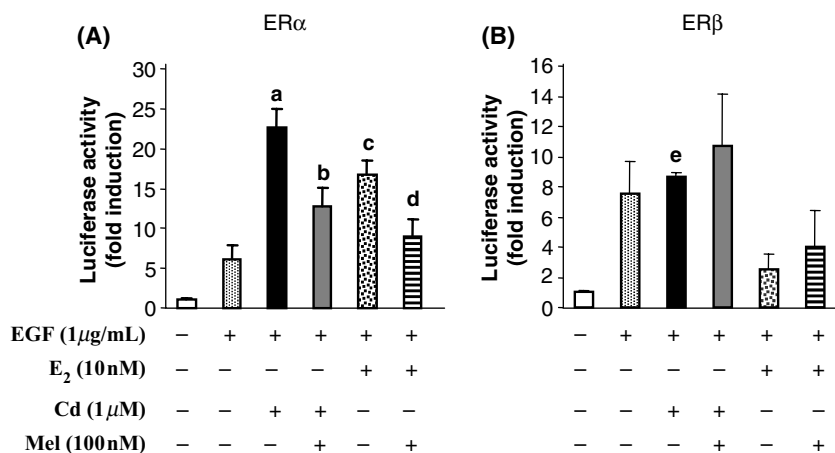 ERα
ERβ
(A)
(B)
Luciferase activity
(fold induction)
30
25
20
15
10
5
0
a
b
c
d
Luciferase activity
(fold induction)
16
14
12
10
8
6
4
2
0
e
EGF (1μg/mL) – + + + + + – + + + + +
E2 (10nM) – – – – + + – – – – + +
Cd (1μM) – – + + – – – – + + – –
Mel (100nM) – – – + – + – – – + – +